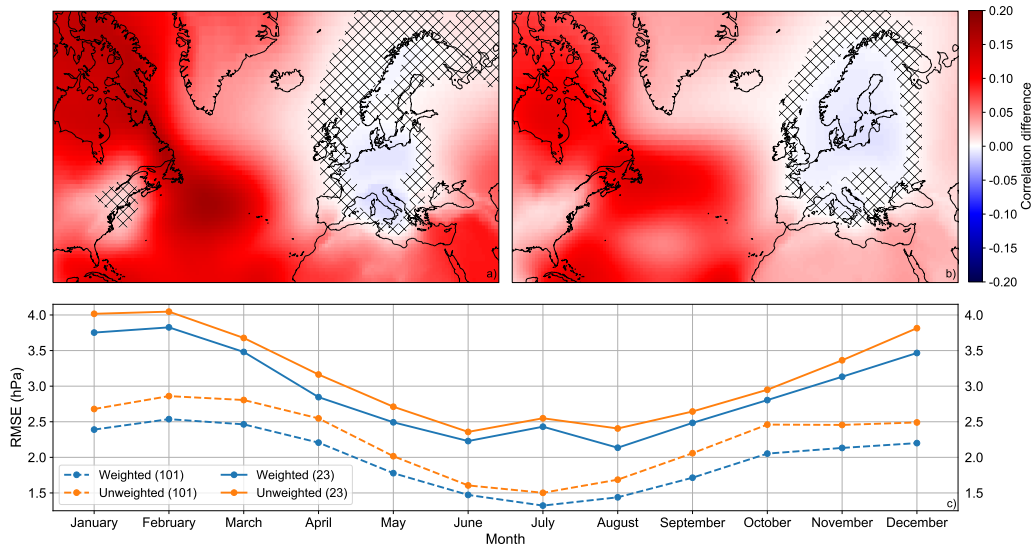 a)
b)
0.20
0.15
0.10
0.05
0.00
-0.05
-0.10
-0.15
-0.20
Correlation difference
4.0
3.5
3.0
2.5
2.0
1.5
RMSE (hPa)
4.0
3.5
3.0
2.5
2.0
1.5
Weighted (101) Weighted (23)
Unweighted (101) Unweighted (23)
c)
January February March April May June July August September October November December
Month